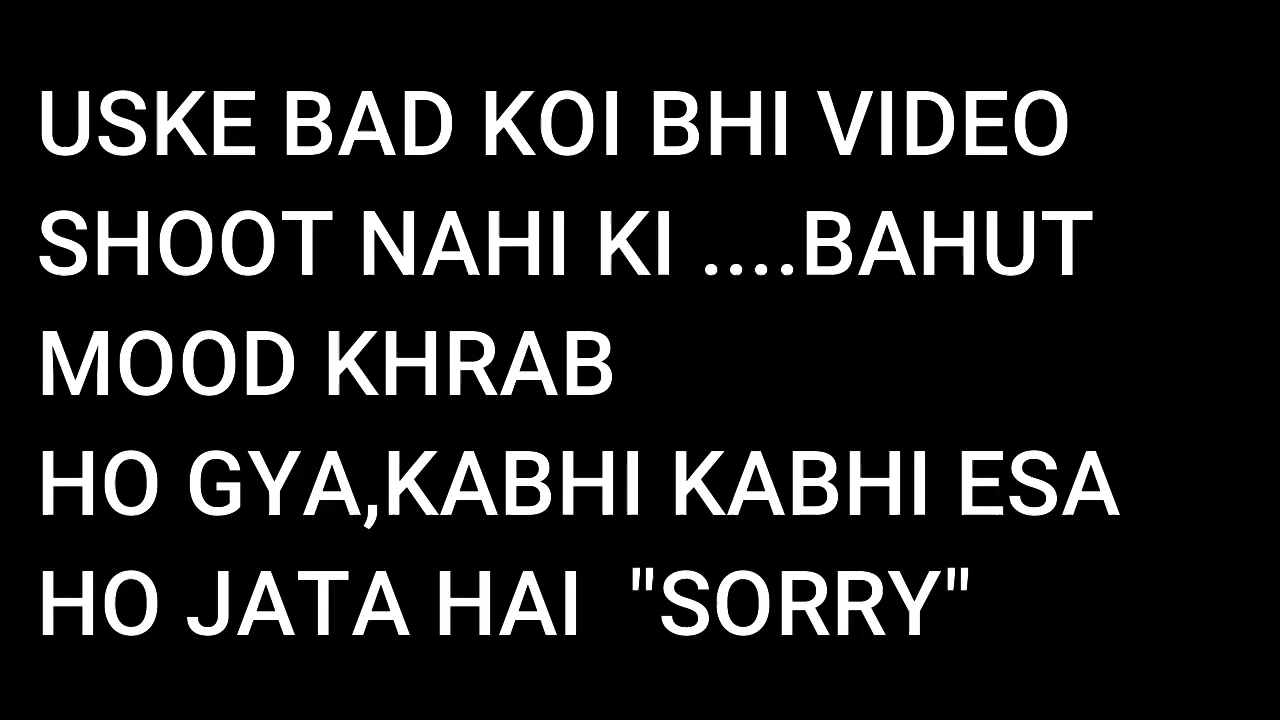 USKE BAD KOI BHI VIDEO
SHOOT NAHI KI ....BAHUT
MOOD KHRAB
HO GYA,KABHI KABHI ESA
HO JATA HAI  "SORRY"